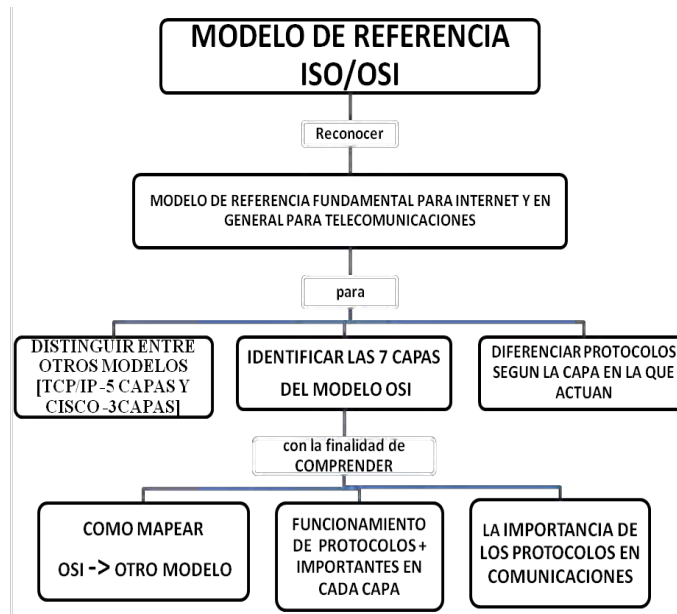 MODELO DE REFERENCIA
ISO/OSI
Reconocer
MODELO DE REFERENCIA FUNDAMENTAL PARA INTERNET Y EN
GENERAL PARA TELECOMUNICACIONES
para
DISTINGUIR ENTRE
OTROS MODELOS
[TCP/IP -5 CAPAS Y
CISCO -3CAPAS]
IDENTIFICAR LAS 7 CAPAS
DEL MODELO OSI
DIFERENCIAR PROTOCOLOS
SEGUN LA CAPA EN LA QUE
ACTUAN
con la finalidad de
COMPRENDER
COMO MAPEAR
OSI -> OTRO MODELO
FUNCIONAMIENTO
DE PROTOCOLOS +
IMPORTANTES EN
CADA CAPA
LA IMPORTANCIA DE
LOS PROTOCOLOS EN
COMUNICACIONES